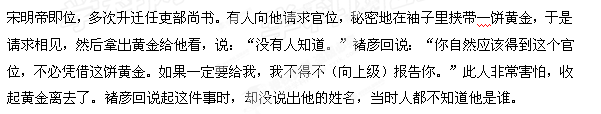 宋明帝即位，多次升迁任吏部尚书。有人向他请求官位，秘密地在袖子里挟带一饼黄金，于是
请求相见，然后拿出黄金给他看，说：“没有人知道。”褚彦回说：“你自然应该得到这个官
位，不必凭借这饼黄金。如果一定要给我，我不得不（向上级）报告你。”此人非常害怕，收
起黄金离去了。褚彦回说起这件事时，却没说出他的姓名，当时人都不知道他是谁。